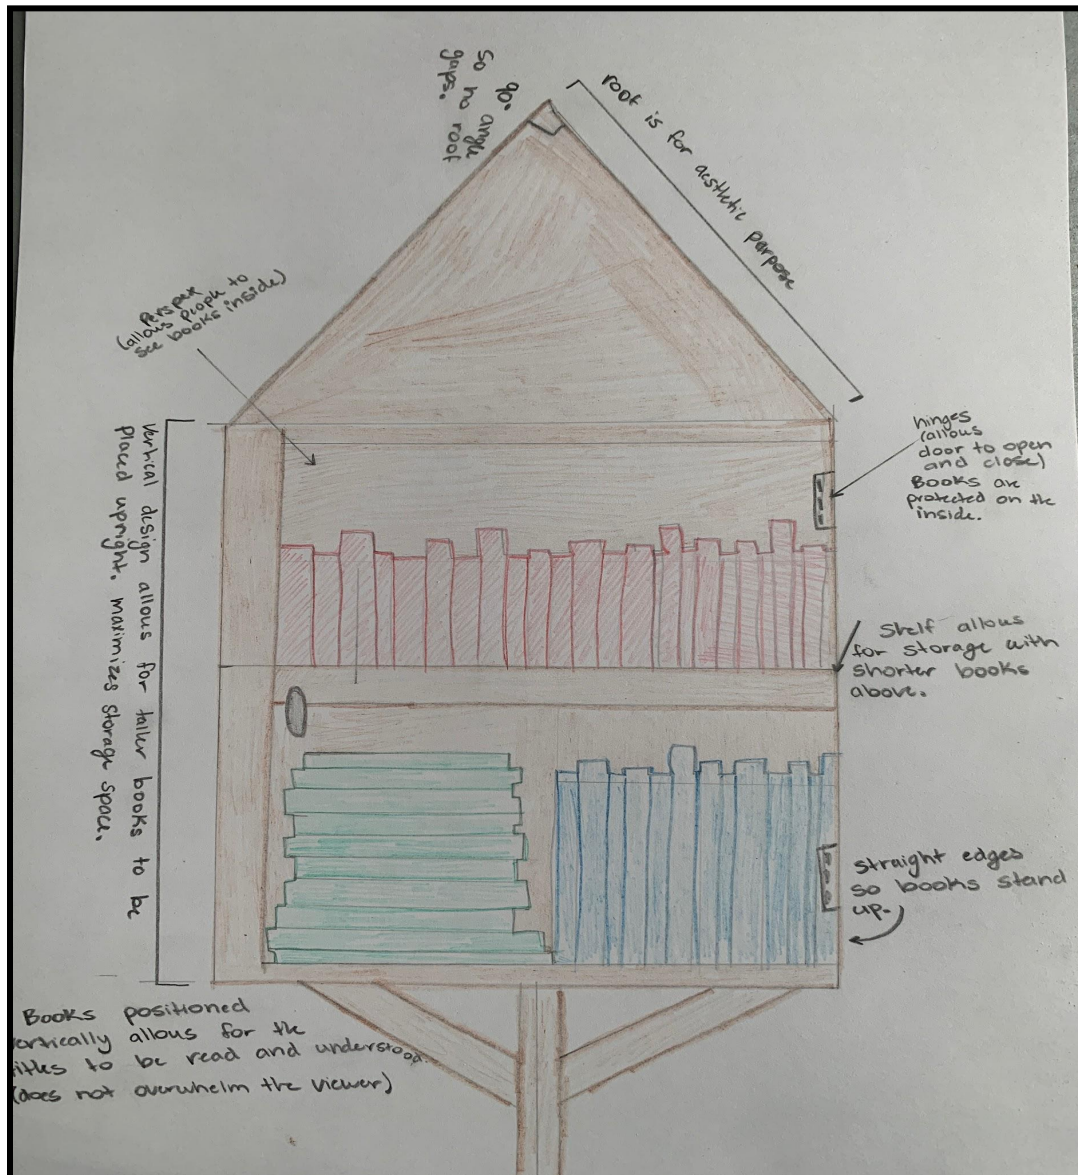 90° angle
so no roof
gaps.
roof is for aesthetic parpose
Perspex
(allows people to
see books inside)
hinges
(allows
door to open
and close)
Books are
protected on the
inside.
Vertical design allows for taller books to be
placed upright. maximizes storage space.
Shelf allows
for storage with
shorter books
above.
straight edges
so books stand
up.
Books positioned
vertically allows for the
titles to be read and understood.
(does not overwhelm the viewer)